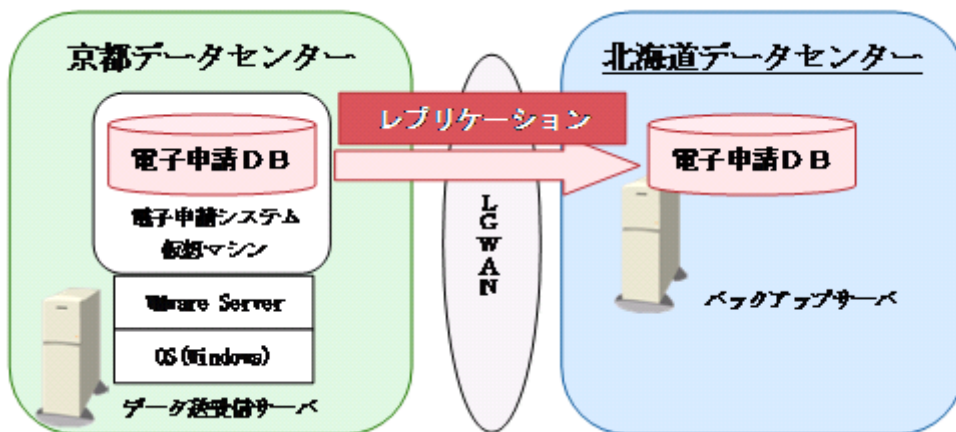 京都データセンター
北海道データセンター
レプリケーション
電子申請DB
電子申請DB
電子申請システム
仮想マシン
LGWAN
VMware Server
バックアップサーバ
OS(Windows)
データ送受信サーバ